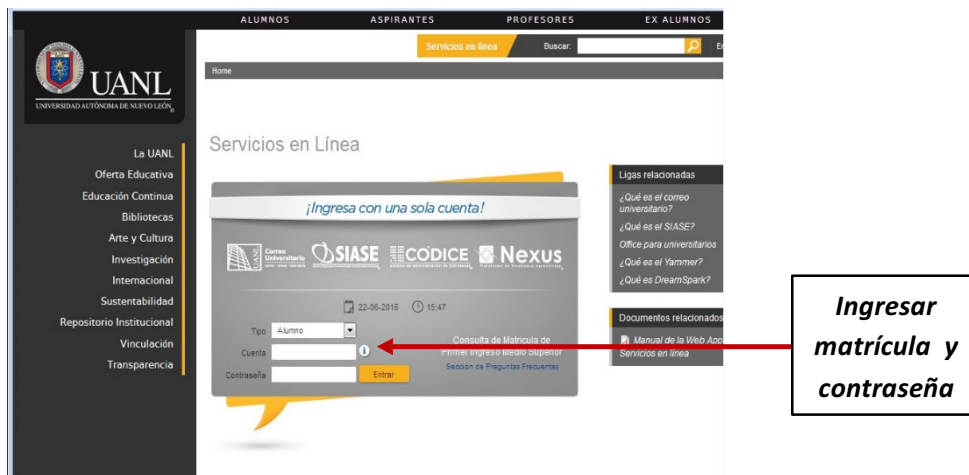 ALUMNOS ASPIRANTES PROFESORES EX ALUMNOS
Servicios en línea Buscar:
Home
UANL
UNIVERSIDAD AUTÓNOMA DE NUEVO LEÓN
La UANL
Oferta Educativa
Educación Continua
Bibliotecas
Arte y Cultura
Investigación
Internacional
Sustentabilidad
Repositorio Institucional
Vinculación
Transparencia
Servicios en Línea
¡Ingresa con una sola cuenta!
Correo
Universitario
SIASE
CÓDICE
Nexus
22-06-2016 15:47
Tipo Alumno
Cuenta
Contraseña Entrar
Consulta de Matricula de
Primer Ingreso Medio Superior
Sección de Preguntas Frecuentes
Ligas relacionadas
¿Qué es el correo
universitario?
¿Qué es el SIASE?
Office para universitarios
¿Qué es el Yammer?
¿Qué es DreamSpark?
Documentos relacionados
Manual de la Web App
Servicios en línea
Ingresar
matrícula y
contraseña